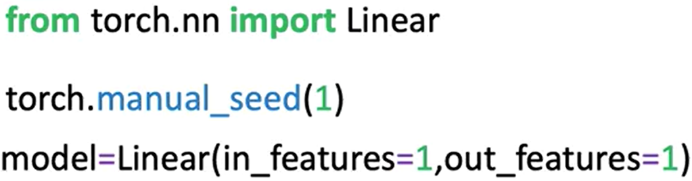 from torch.nn import Linear
torch.manual_seed(1)
model=Linear(in_features=1,out_features=1)